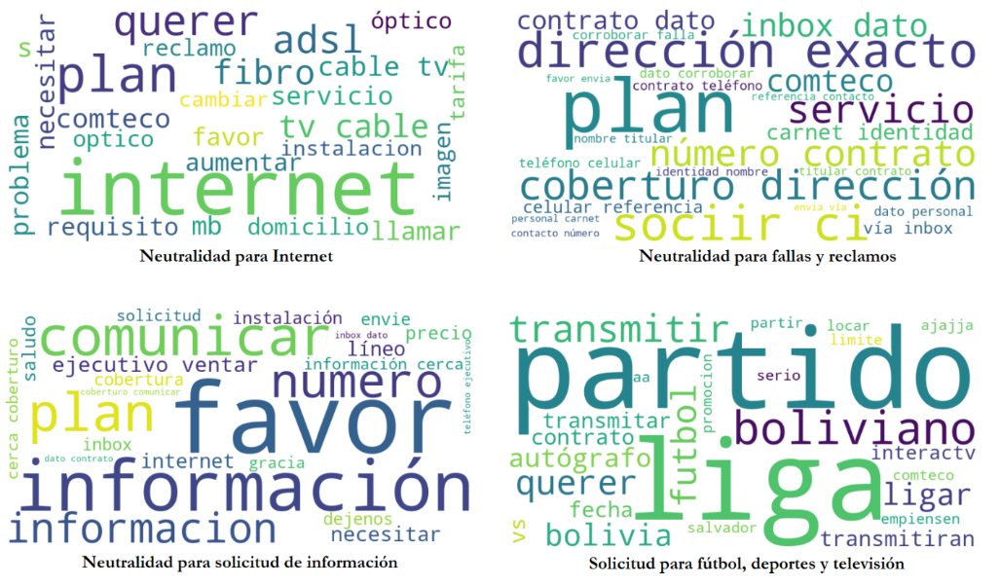 querer
óptico
reclamo
adsl
necesitar
s
plan
fibro
cable tv
tarifa
cambiar
servicio
comteco
favor
tv cable
problema
optico
instalacion
aumentar
imagen
internet
requisito
mb
domicilio
llamar
Neutralidad para Internet
contrato dato
inbox dato
corroborar falla
dirección exacto
favor envia
dato corroborar
comteco
contrato teléfono
plan
referencia contacto
servicio
nombre titular
carnet identidad
número contrato
teléfono celular
identidad nombre
titular contrato
coberturo dirección
celular referencia
envia vía
dato personal
personal carnet
sociir ci
vía inbox
contacto número
Neutralidad para fallas y reclamos
solicitud
instalación
envie
saludo
comunicar
inbox dato
precio
líneo
cerca coberturo
ejecutivo ventar
información cerca
cobertura
numero
teléfono ejecutivo
coberturo comunicar
plan
favor
inbox
dato contrato
internet
gracia
información
dejenos
informacion
necesitar
Neutralidad para solicitud de información
transmitir
partir
locar
ajajja
limite
partido
aa
serio
promocion
futbol
transmitar
boliviano
contrato
autógrafo
liga
interactv
querer
comteco
ligar
fecha
empiensen
vs
bolivia
salvador
transmitiran
Solicitud para fútbol, deportes y televisión